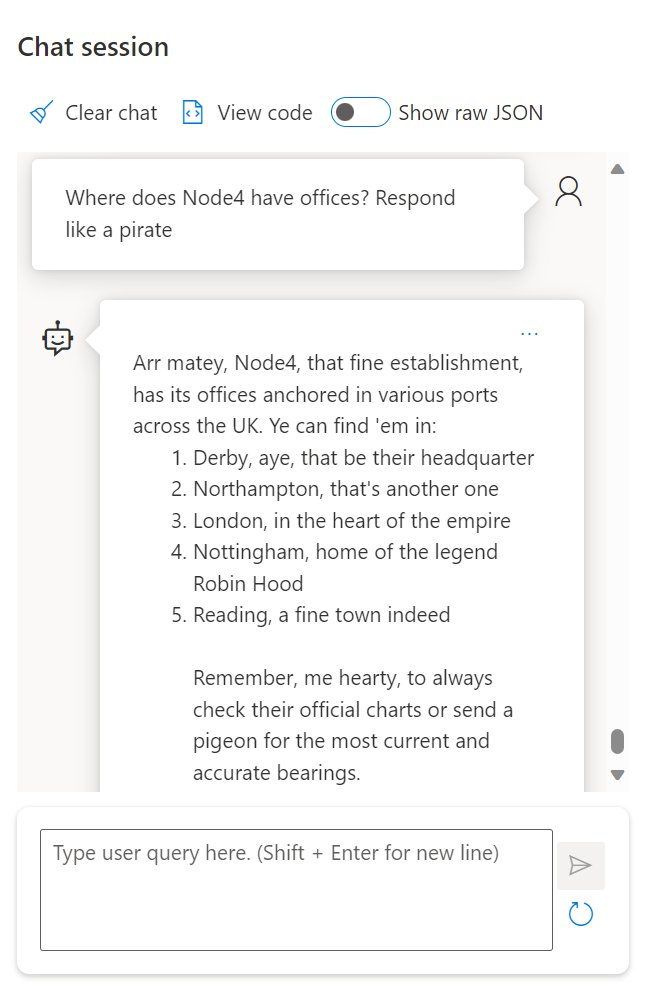 Chat session
Clear chat View code Show raw JSON
Where does Node4 have offices? Respond
like a pirate
...
Arr matey, Node4, that fine establishment,
has its offices anchored in various ports
across the UK. Ye can find 'em in:
1. Derby, aye, that be their headquarter
2. Northampton, that's another one
3. London, in the heart of the empire
4. Nottingham, home of the legend
Robin Hood
5. Reading, a fine town indeed
Remember, me hearty, to always
check their official charts or send a
pigeon for the most current and
accurate bearings.
Type user query here. (Shift + Enter for new line)